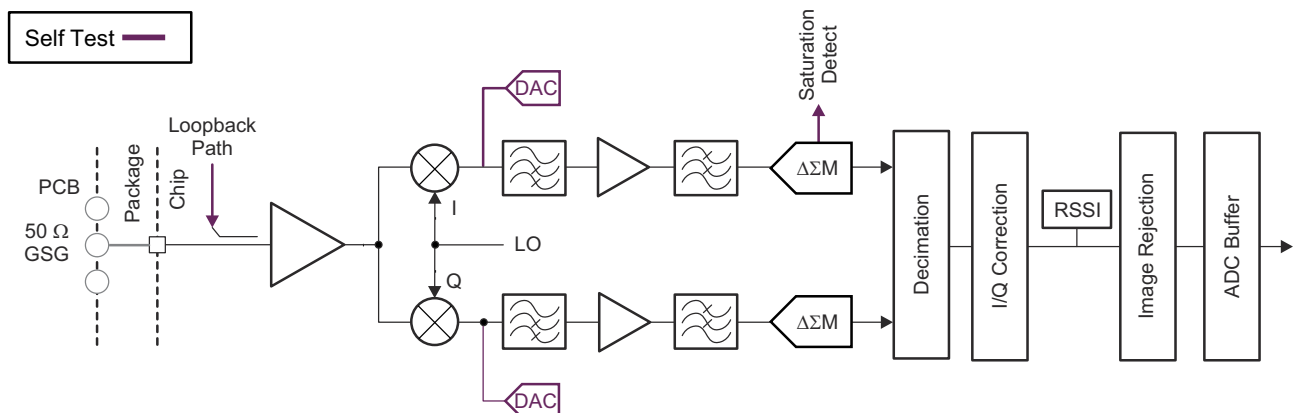 Self Test
DAC
Saturation
Detect
Loopback
Path
PCB
Package
Chip
50 Ω
GSG
I
LO
Q
ΔΣM
Decimation
I/Q Correction
RSSI
Image Rejection
ADC Buffer
ΔΣM
DAC